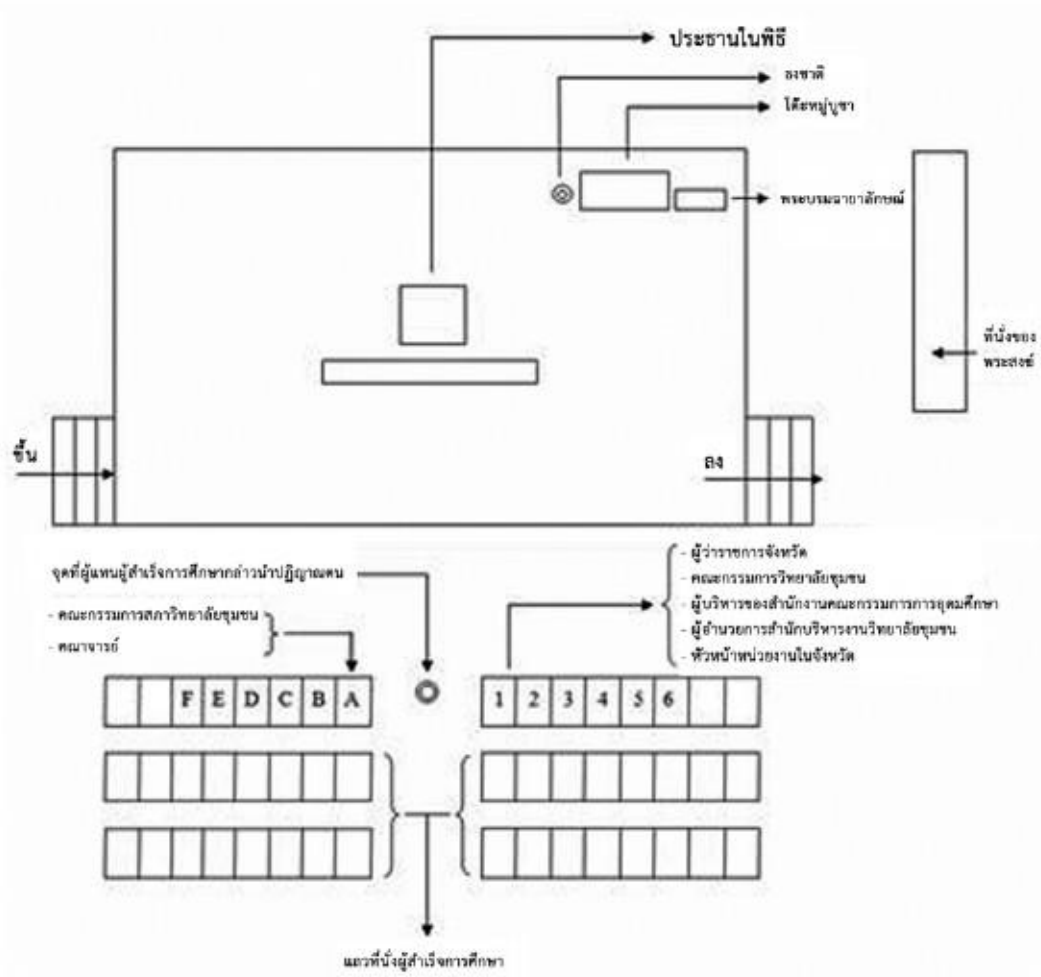 ประธานในพิธี
ธงชาติ
โต๊ะหมู่บูชา
พระบรมฉายาลักษณ์
ที่นั่งของ
พระสงฆ์
ขึ้น
ลง
จุดที่ผู้แทนผู้สำเร็จการศึกษากล่าวนำปฏิญาณตน
- คณะกรรมการสภาวิทยาลัยชุมชน
- คณาจารย์
- ผู้ว่าราชการจังหวัด
- คณะกรรมการวิทยาลัยชุมชน
- ผู้บริหารของสำนักงานคณะกรรมการการอุดมศึกษา
- ผู้อำนวยการสำนักบริหารงานวิทยาลัยชุมชน
- หัวหน้าหน่วยงานในจังหวัด
F E D C B A
1 2 3 4 5 6
แถวที่นั่งผู้สำเร็จการศึกษา